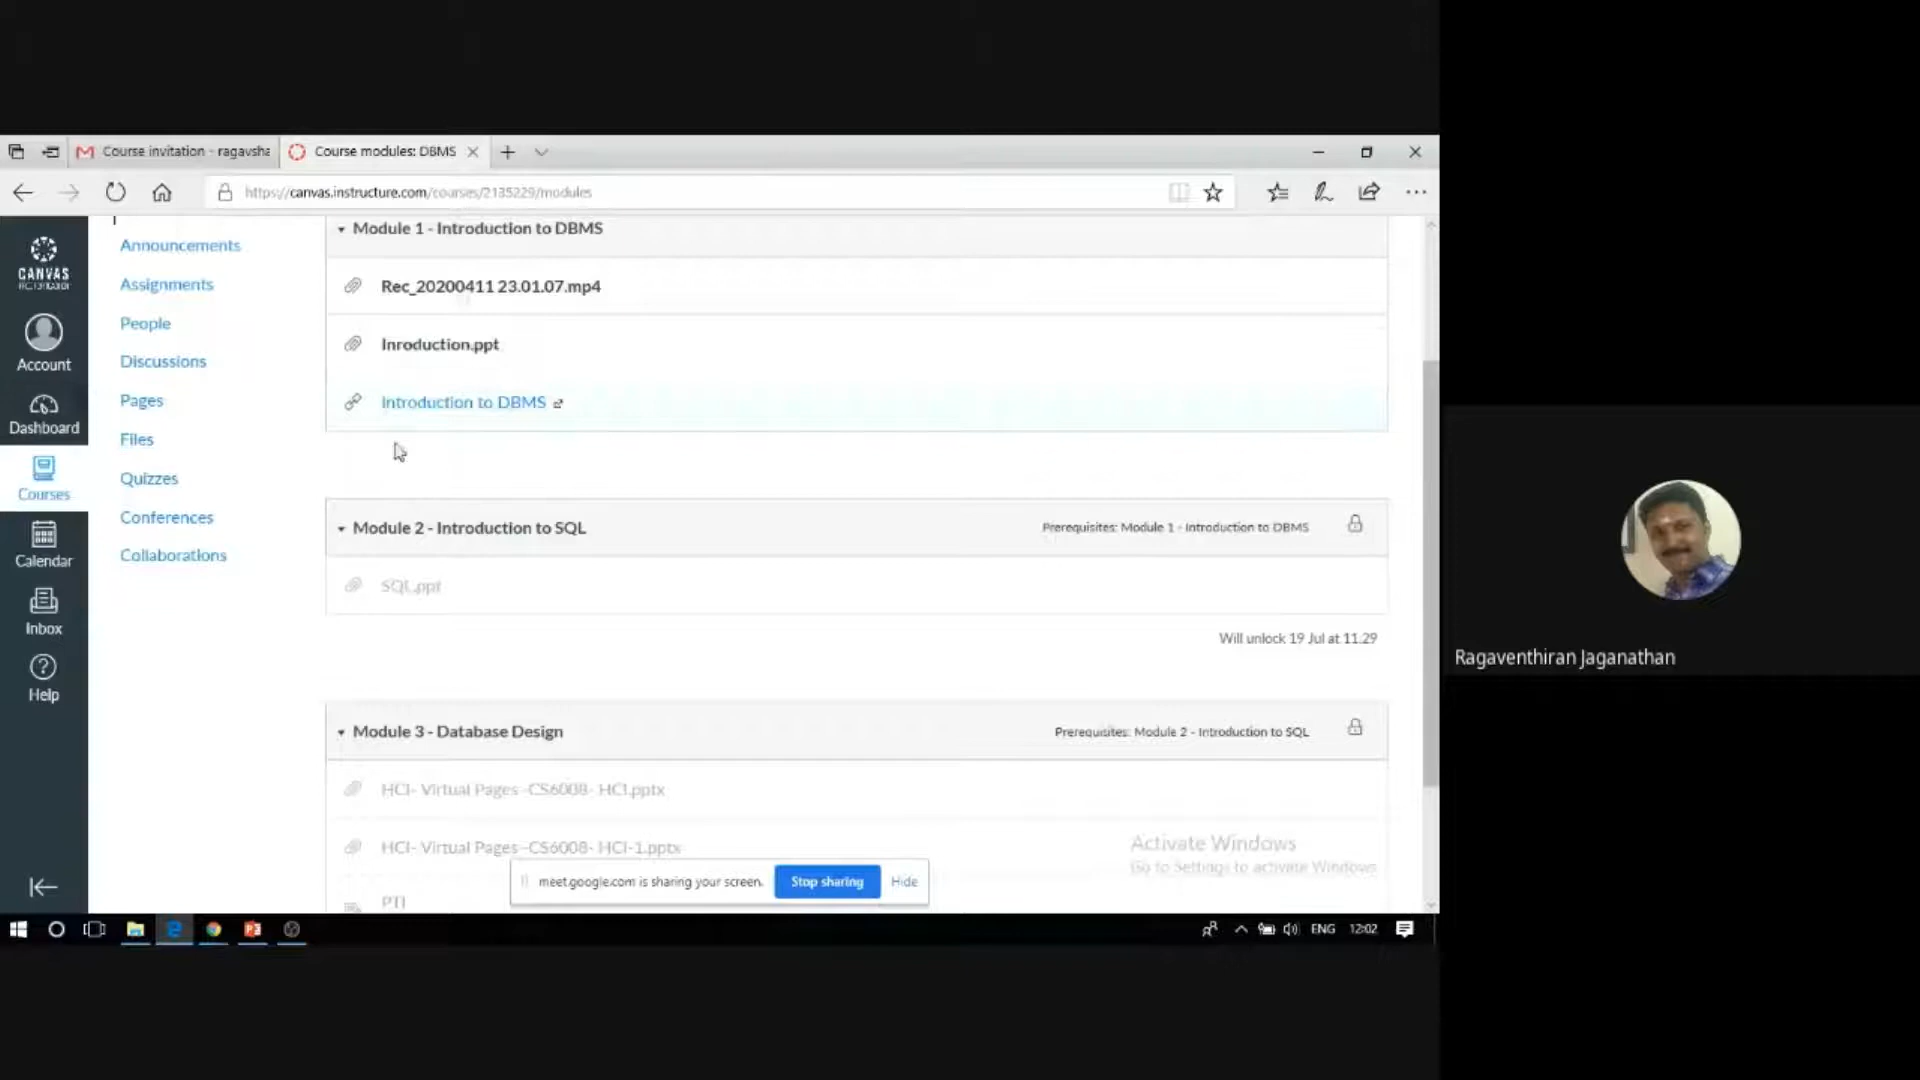 Course invitation - ragavsha
Course modules: DBMS
https://canvas.instructure.com/courses/2135229/modules
CANVAS
Account
Dashboard
Courses
Calendar
Inbox
Help
Announcements
Assignments
People
Discussions
Pages
Files
Quizzes
Conferences
Collaborations
Module 1 - Introduction to DBMS
Rec_20200411 23.01.07.mp4
Inroduction.ppt
Introduction to DBMS
Module 2 - Introduction to SQL
Prerequisites: Module 1 - Introduction to DBMS
SQL.ppt
Will unlock 19 Jul at 11.29
Module 3 - Database Design
Prerequisites: Module 2 - Introduction to SQL
HCI- Virtual Pages -CS6008- HCI.pptx
HCI- Virtual Pages -CS6008- HCI-1.pptx
Activate Windows
Go to Settings to activate Windows
meet.google.com is sharing your screen.
Stop sharing
Hide
ENG
12:02
Ragaventhiran Jaganathan